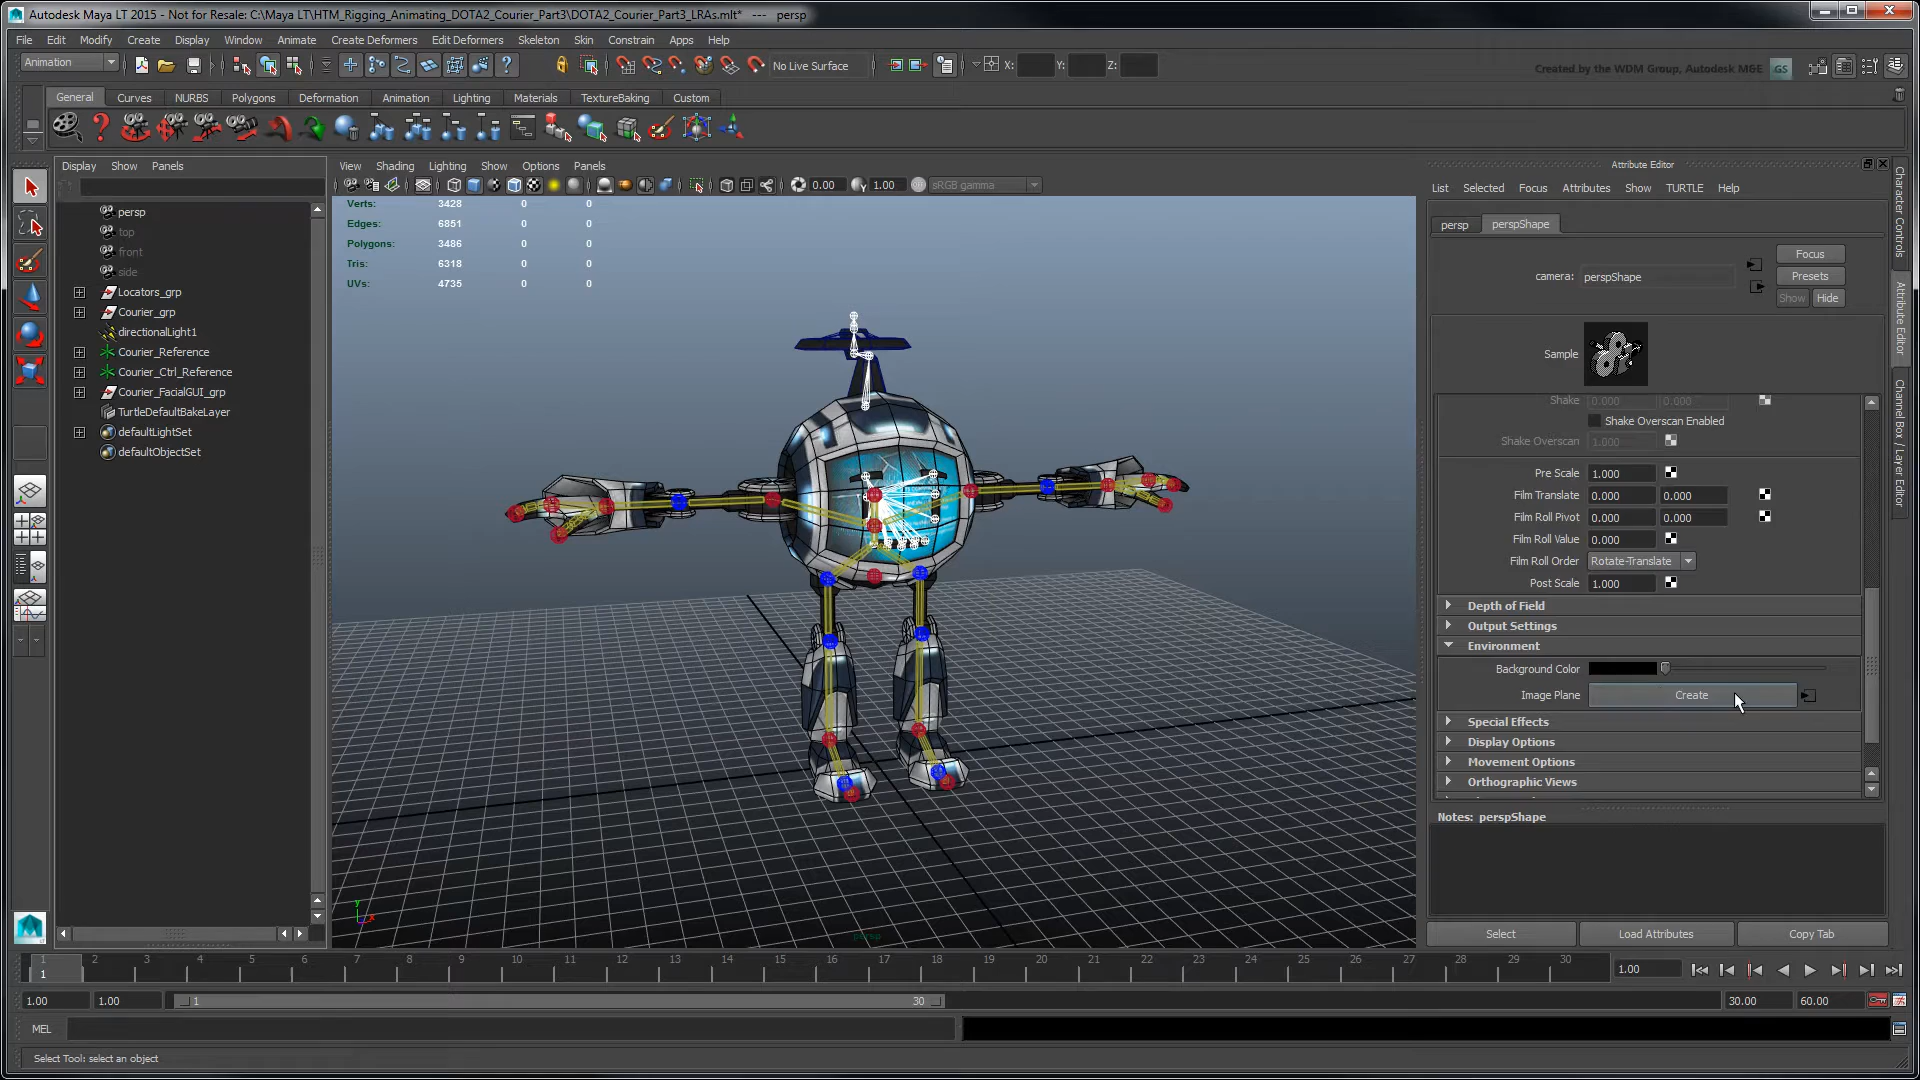 Autodesk Maya LT 2015 - Not for Resale: C:\Maya LT\HTM_Rigging_Animating_DOTA2_Courier_Part3\DOTA2_Courier_Part3_LRAs.mlt* --- persp
File Edit Modify Create Display Window Animate Create Deformers Edit Deformers Skeleton Skin Constrain Apps Help
Animation No Live Surface X: Y: Z: Created by the WDM Group, Autodesk M&E GS
General Curves NURBS Polygons Deformation Animation Lighting Materials TextureBaking Custom
Display Show Panels
persp
top
front
side
Locators_grp
Courier_grp
directionalLight1
Courier_Reference
Courier_Ctrl_Reference
Courier_FacialGUI_grp
TurtleDefaultBakeLayer
defaultLightSet
defaultObjectSet
View Shading Lighting Show Options Panels
0.00 1.00 sRGB gamma
Verts: 3428 0 0
Edges: 6851 0 0
Polygons: 3486 0 0
Tris: 6318 0 0
UVs: 4735 0 0
y
x
persp
Attribute Editor
List Selected Focus Attributes Show TURTLE Help
persp perspShape
camera: perspShape
Focus
Presets
Show Hide
Sample
Shake 0.000 0.000
Shake Overscan Enabled
Shake Overscan 1.000
Pre Scale 1.000
Film Translate 0.000 0.000
Film Roll Pivot 0.000 0.000
Film Roll Value 0.000
Film Roll Order Rotate-Translate
Post Scale 1.000
Depth of Field
Output Settings
Environment
Background Color
Image Plane Create
Special Effects
Display Options
Movement Options
Orthographic Views
Notes: perspShape
Select Load Attributes Copy Tab
Character Controls
Attribute Editor
Channel Box / Layer Editor
1 2 3 4 5 6 7 8 9 10 11 12 13 14 15 16 17 18 19 20 21 22 23 24 25 26 27 28 29 30
1 1.00
1.00 1.00 1 30 30.00 60.00
MEL
Select Tool: select an object